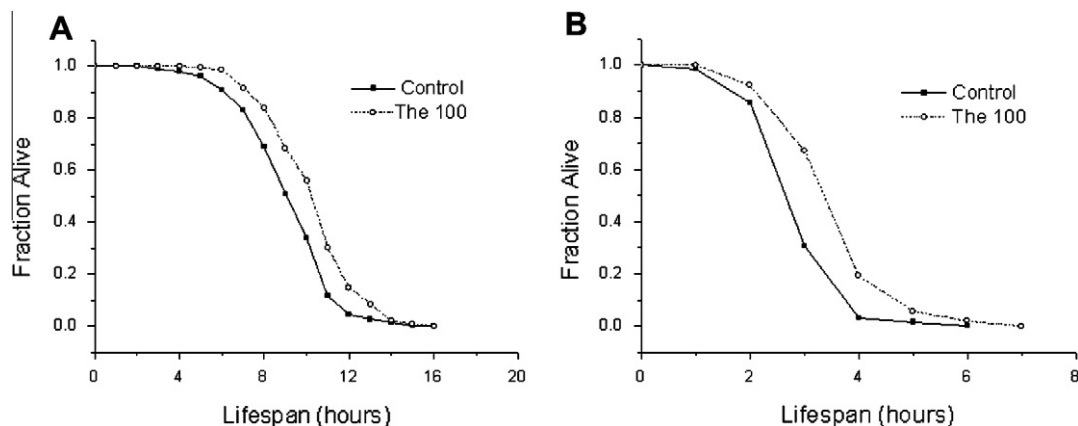 A
1.0
0.8
0.6
0.4
0.2
0.0
Fraction Alive
0 4 8 12 16 20
Lifespan (hours)
Control
The 100
B
1.0
0.8
0.6
0.4
0.2
0.0
Fraction Alive
0 2 4 6 8
Lifespan (hours)
Control
The 100